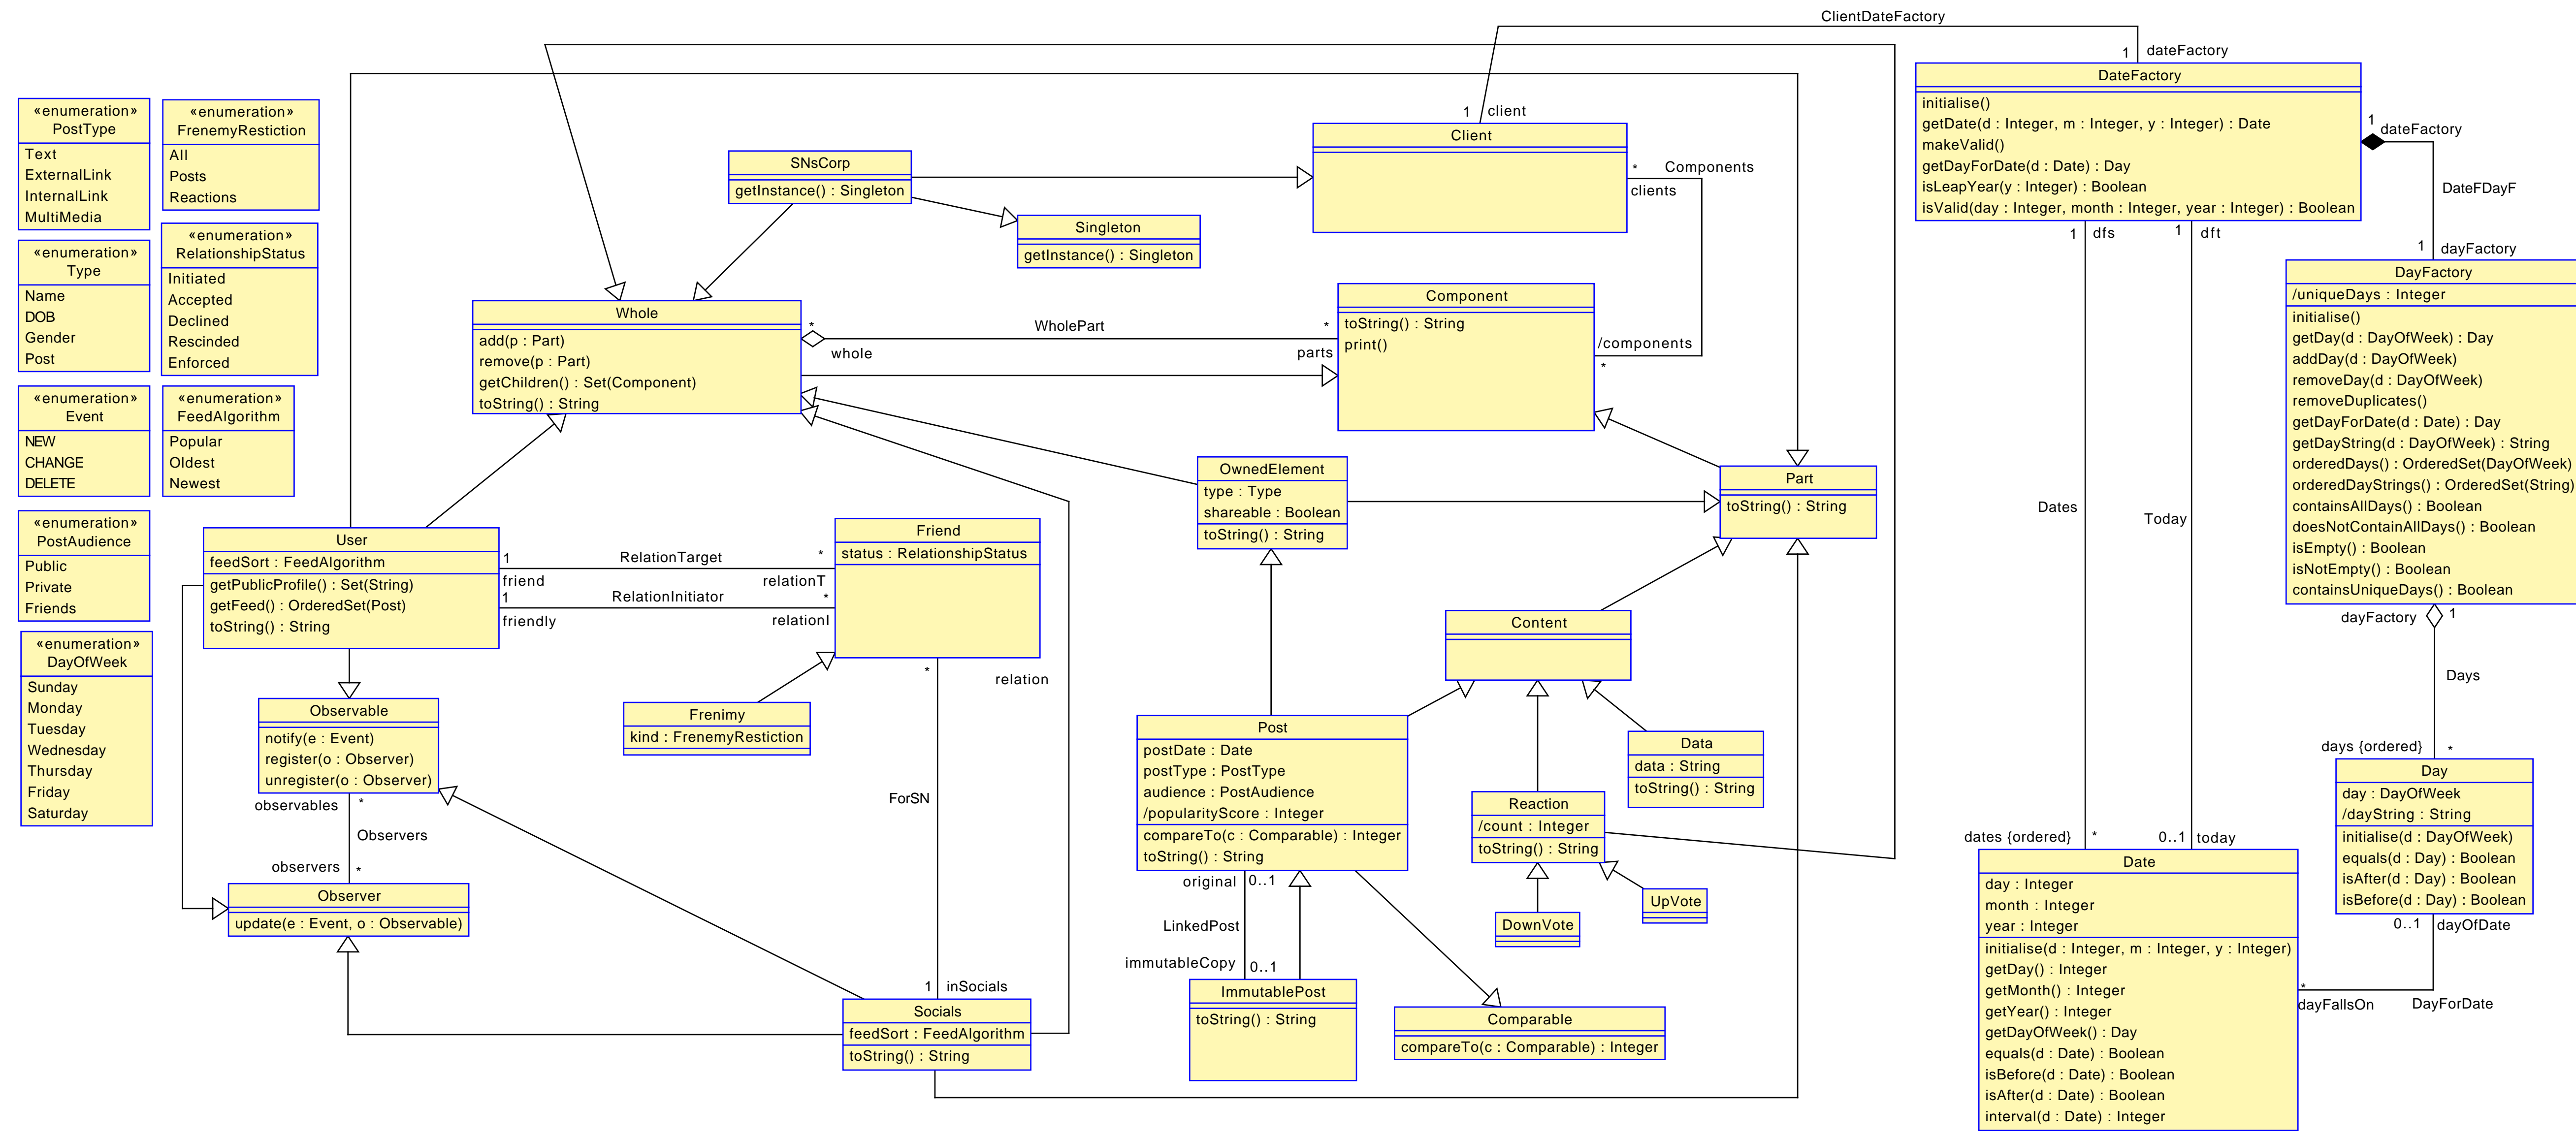 ClientDateFactory
1 dateFactory
DateFactory
initialise()
getDate(d : Integer, m : Integer, y : Integer) : Date
makeValid()
getDayForDate(d : Date) : Day
isLeapYear(y : Integer) : Boolean
isValid(day : Integer, month : Integer, year : Integer) : Boolean
1
dateFactory
DateFDayF
1 dayFactory
1 dfs
1 dft
«enumeration»
PostType
Text
ExternalLink
InternalLink
MultiMedia
«enumeration»
FrenemyRestiction
All
Posts
Reactions
«enumeration»
Type
Name
DOB
Gender
Post
«enumeration»
RelationshipStatus
Initiated
Accepted
Declined
Rescinded
Enforced
«enumeration»
Event
NEW
CHANGE
DELETE
«enumeration»
FeedAlgorithm
Popular
Oldest
Newest
«enumeration»
PostAudience
Public
Private
Friends
«enumeration»
DayOfWeek
Sunday
Monday
Tuesday
Wednesday
Thursday
Friday
Saturday
SNsCorp
getInstance() : Singleton
Singleton
getInstance() : Singleton
1 client
Client
* Components
clients
/components
*
Whole
add(p : Part)
remove(p : Part)
getChildren() : Set(Component)
toString() : String
* WholePart *
whole parts
Component
toString() : String
print()
OwnedElement
type : Type
shareable : Boolean
toString() : String
Part
toString() : String
User
feedSort : FeedAlgorithm
getPublicProfile() : Set(String)
getFeed() : OrderedSet(Post)
toString() : String
1 RelationTarget *
friend relationT
1 RelationInitiator *
friendly relationI
Friend
status : RelationshipStatus
* relation
Frenimy
kind : FrenemyRestiction
Observable
notify(e : Event)
register(o : Observer)
unregister(o : Observer)
observables *
Observers
observers *
Observer
update(e : Event, o : Observable)
ForSN
1 inSocials
Socials
feedSort : FeedAlgorithm
toString() : String
Content
Post
postDate : Date
postType : PostType
audience : PostAudience
/popularityScore : Integer
compareTo(c : Comparable) : Integer
toString() : String
original 0..1
LinkedPost
immutableCopy 0..1
ImmutablePost
toString() : String
Data
data : String
toString() : String
Reaction
/count : Integer
toString() : String
UpVote
DownVote
Comparable
compareTo(c : Comparable) : Integer
DayFactory
/uniqueDays : Integer
initialise()
getDay(d : DayOfWeek) : Day
addDay(d : DayOfWeek)
removeDay(d : DayOfWeek)
removeDuplicates()
getDayForDate(d : Date) : Day
getDayString(d : DayOfWeek) : String
orderedDays() : OrderedSet(DayOfWeek)
orderedDayStrings() : OrderedSet(String)
containsAllDays() : Boolean
doesNotContainAllDays() : Boolean
isEmpty() : Boolean
isNotEmpty() : Boolean
containsUniqueDays() : Boolean
dayFactory 1
Dates
Today
Days
days {ordered} *
Day
day : DayOfWeek
/dayString : String
initialise(d : DayOfWeek)
equals(d : Day) : Boolean
isAfter(d : Day) : Boolean
isBefore(d : Day) : Boolean
0..1 dayOfDate
dates {ordered} *
0..1 today
Date
day : Integer
month : Integer
year : Integer
initialise(d : Integer, m : Integer, y : Integer)
getDay() : Integer
getMonth() : Integer
getYear() : Integer
getDayOfWeek() : Day
equals(d : Date) : Boolean
isBefore(d : Date) : Boolean
isAfter(d : Date) : Boolean
interval(d : Date) : Integer
*
dayFallsOn
DayForDate